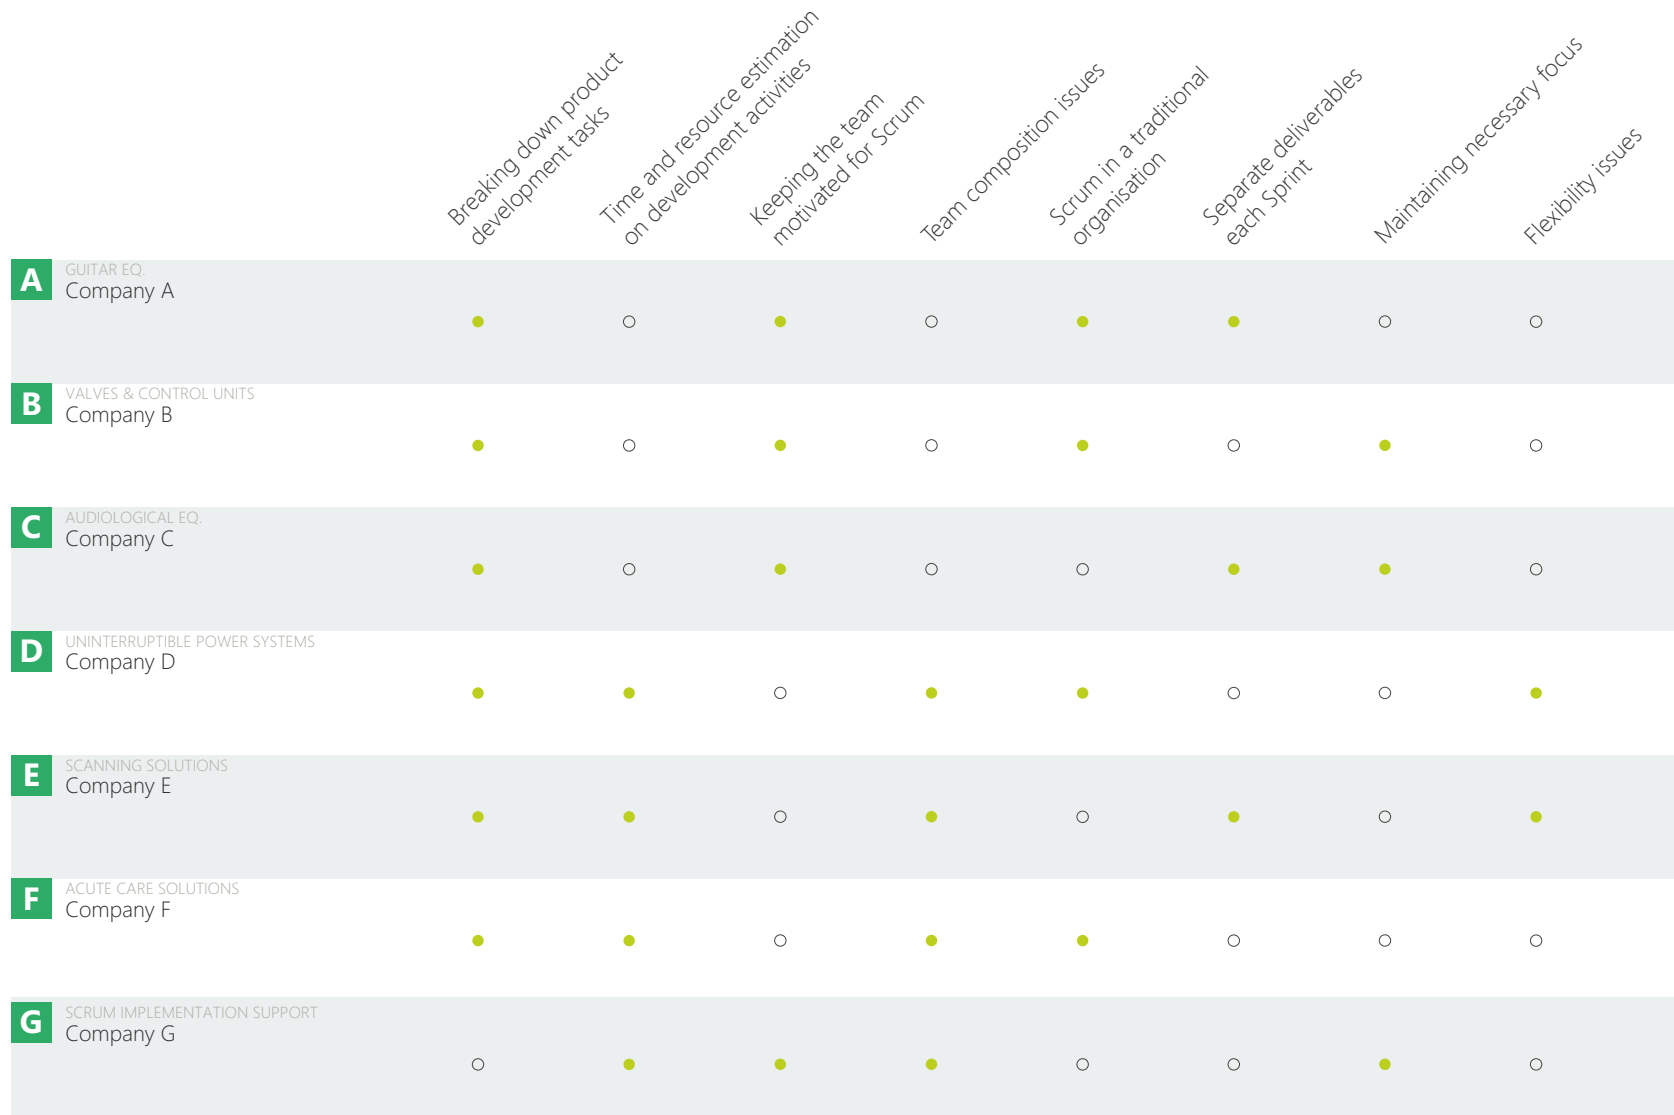 Breaking down product
development tasks
Time and resource estimation
on development activities
Keeping the team
motivated for Scrum
Team composition issues
Scrum in a traditional
organisation
Separate deliverables
each Sprint
Maintaining necessary focus
Flexibility issues
A
GUITAR EQ.
Company A
B
VALVES & CONTROL UNITS
Company B
C
AUDIOLOGICAL EQ.
Company C
D
UNINTERRUPTIBLE POWER SYSTEMS
Company D
E
SCANNING SOLUTIONS
Company E
F
ACUTE CARE SOLUTIONS
Company F
G
SCRUM IMPLEMENTATION SUPPORT
Company G